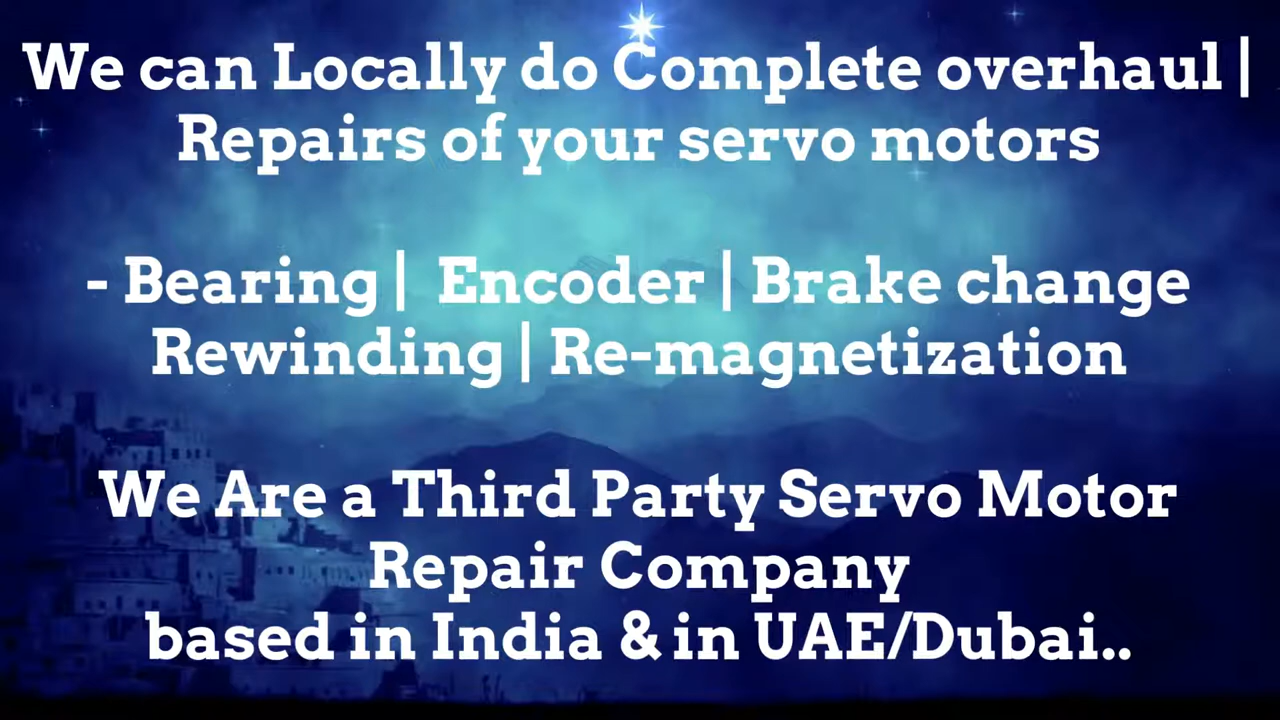 We can Locally do Complete overhaul |
Repairs of your servo motors
- Bearing | Encoder | Brake change
Rewinding | Re-magnetization
We Are a Third Party Servo Motor
Repair Company
based in India & in UAE/Dubai..